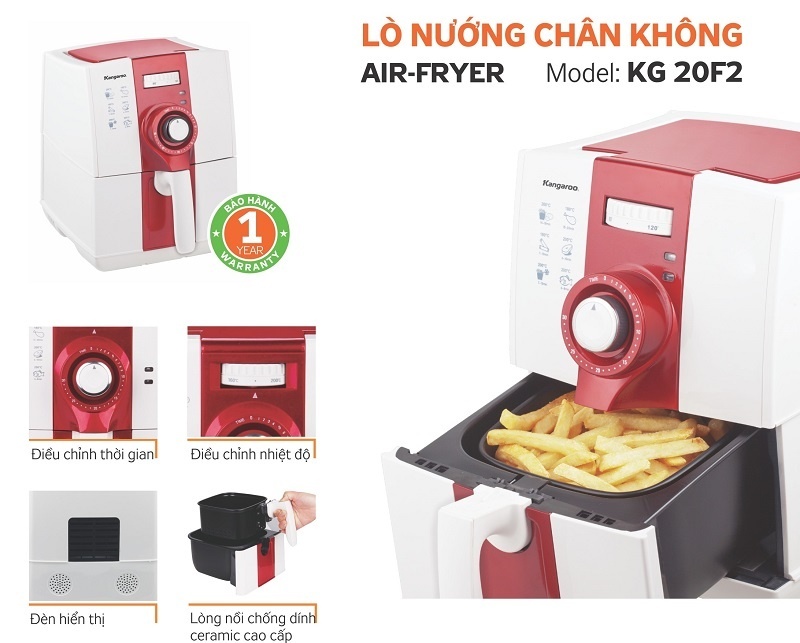 LÒ NƯỚNG CHÂN KHÔNG
AIR-FRYER Model: KG 20F2
Kangaroo
BẢO HÀNH
1
YEAR
WARRANTY
Kangaroo
120°
Điều chỉnh thời gian
Điều chỉnh nhiệt độ
Đèn hiển thị
Lòng nồi chống dính
ceramic cao cấp